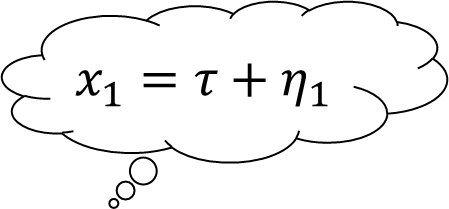 x₁ = τ + η₁